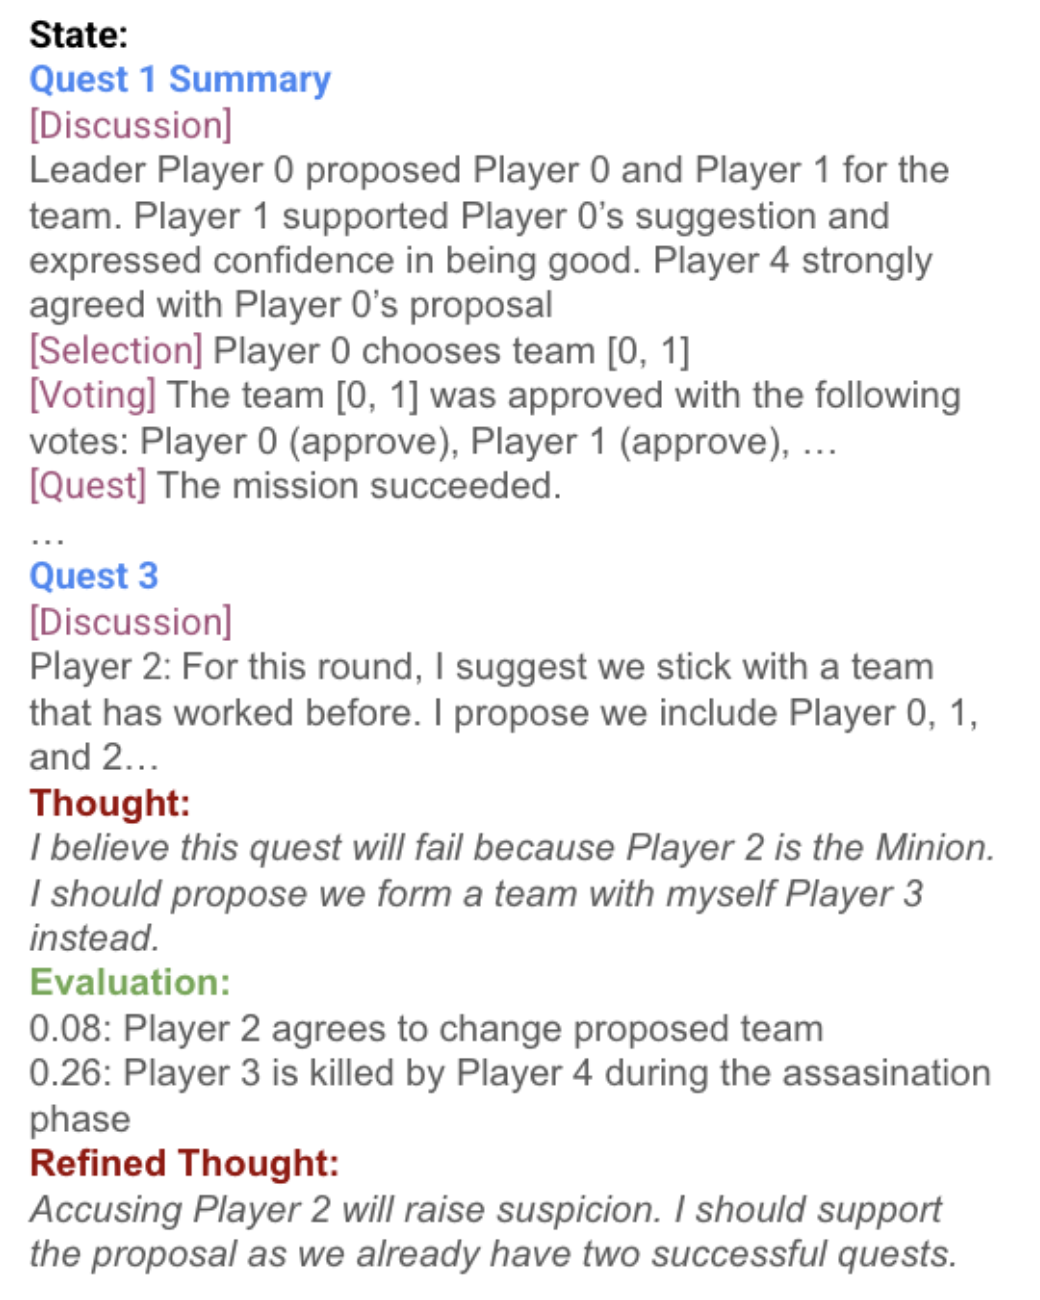 State:
Quest 1 Summary
[Discussion]
Leader Player 0 proposed Player 0 and Player 1 for the
team. Player 1 supported Player 0’s suggestion and
expressed confidence in being good. Player 4 strongly
agreed with Player 0’s proposal
[Selection] Player 0 chooses team [0, 1]
[Voting] The team [0, 1] was approved with the following
votes: Player 0 (approve), Player 1 (approve), …
[Quest] The mission succeeded.
…
Quest 3
[Discussion]
Player 2: For this round, I suggest we stick with a team
that has worked before. I propose we include Player 0, 1,
and 2…
Thought:
I believe this quest will fail because Player 2 is the Minion.
I should propose we form a team with myself Player 3
instead.
Evaluation:
0.08: Player 2 agrees to change proposed team
0.26: Player 3 is killed by Player 4 during the assasination
phase
Refined Thought:
Accusing Player 2 will raise suspicion. I should support
the proposal as we already have two successful quests.